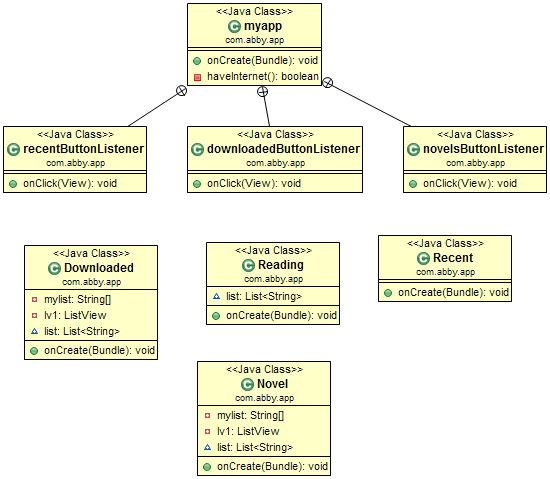 <<Java Class>>
myapp
com.abby.app
onCreate(Bundle): void
haveInternet(): boolean
<<Java Class>>
recentButtonListener
com.abby.app
onClick(View): void
<<Java Class>>
downloadedButtonListener
com.abby.app
onClick(View): void
<<Java Class>>
novelsButtonListener
com.abby.app
onClick(View): void
<<Java Class>>
Downloaded
com.abby.app
mylist: String[]
lv1: ListView
list: List<String>
onCreate(Bundle): void
<<Java Class>>
Reading
com.abby.app
list: List<String>
onCreate(Bundle): void
<<Java Class>>
Recent
com.abby.app
onCreate(Bundle): void
<<Java Class>>
Novel
com.abby.app
mylist: String[]
lv1: ListView
list: List<String>
onCreate(Bundle): void